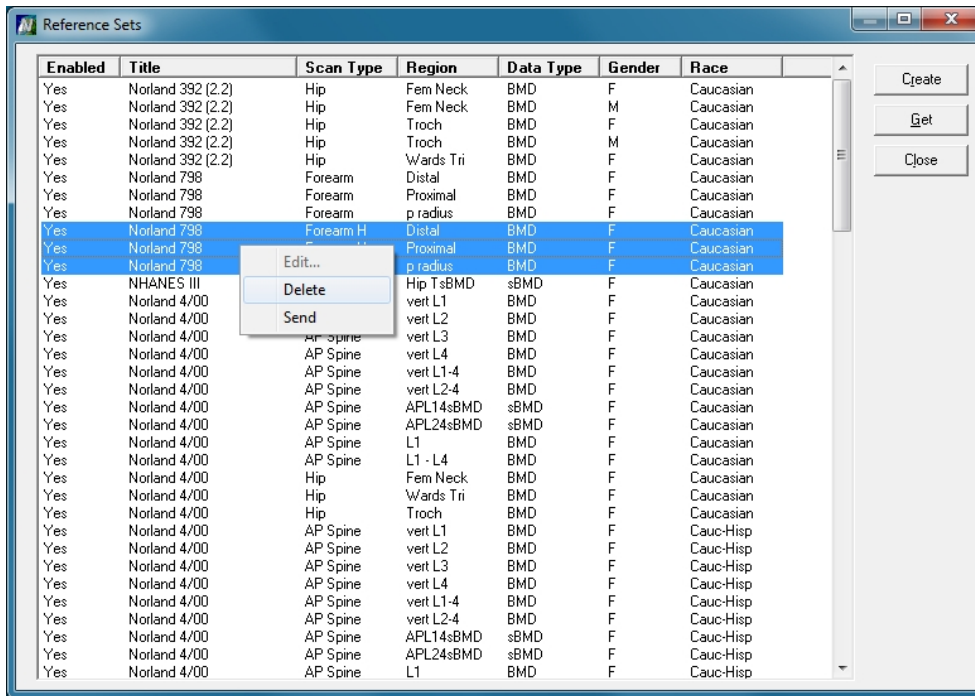 Reference Sets
Enabled Title Scan Type Region Data Type Gender Race
Yes Norland 392 (2.2) Hip Fem Neck BMD F Caucasian
Yes Norland 392 (2.2) Hip Fem Neck BMD M Caucasian
Yes Norland 392 (2.2) Hip Troch BMD F Caucasian
Yes Norland 392 (2.2) Hip Troch BMD M Caucasian
Yes Norland 392 (2.2) Hip Wards Tri BMD F Caucasian
Yes Norland 798 Forearm Distal BMD F Caucasian
Yes Norland 798 Forearm Proximal BMD F Caucasian
Yes Norland 798 Forearm p radius BMD F Caucasian
Yes Norland 798 Forearm H Distal BMD F Caucasian
Yes Norland 798 Proximal BMD F Caucasian
Yes Norland 798 p radius BMD F Caucasian
Yes NHANES III Hip TsBMD sBMD F Caucasian
Yes Norland 4/00 vert L1 BMD F Caucasian
Yes Norland 4/00 vert L2 BMD F Caucasian
Yes Norland 4/00 AP Spine vert L3 BMD F Caucasian
Yes Norland 4/00 AP Spine vert L4 BMD F Caucasian
Yes Norland 4/00 AP Spine vert L1-4 BMD F Caucasian
Yes Norland 4/00 AP Spine vert L2-4 BMD F Caucasian
Yes Norland 4/00 AP Spine APL14sBMD sBMD F Caucasian
Yes Norland 4/00 AP Spine APL24sBMD sBMD F Caucasian
Yes Norland 4/00 AP Spine L1 BMD F Caucasian
Yes Norland 4/00 AP Spine L1 - L4 BMD F Caucasian
Yes Norland 4/00 Hip Fem Neck BMD F Caucasian
Yes Norland 4/00 Hip Wards Tri BMD F Caucasian
Yes Norland 4/00 Hip Troch BMD F Caucasian
Yes Norland 4/00 AP Spine vert L1 BMD F Cauc-Hisp
Yes Norland 4/00 AP Spine vert L2 BMD F Cauc-Hisp
Yes Norland 4/00 AP Spine vert L3 BMD F Cauc-Hisp
Yes Norland 4/00 AP Spine vert L4 BMD F Cauc-Hisp
Yes Norland 4/00 AP Spine vert L1-4 BMD F Cauc-Hisp
Yes Norland 4/00 AP Spine vert L2-4 BMD F Cauc-Hisp
Yes Norland 4/00 AP Spine APL14sBMD sBMD F Cauc-Hisp
Yes Norland 4/00 AP Spine APL24sBMD sBMD F Cauc-Hisp
Yes Norland 4/00 AP Spine L1 BMD F Cauc-Hisp
Edit...
Delete
Send
Create
Get
Close